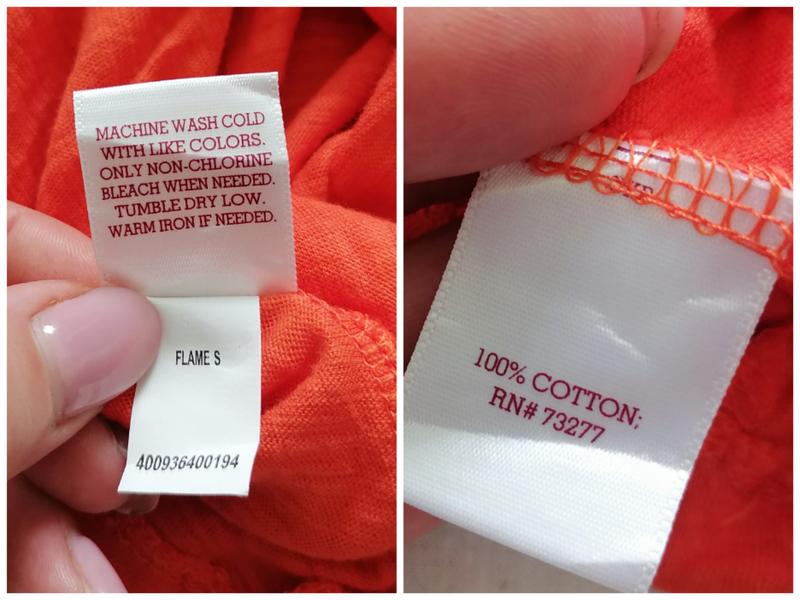 MACHINE WASH COLD
WITH LIKE COLORS.
ONLY NON-CHLORINE
BLEACH WHEN NEEDED.
TUMBLE DRY LOW.
WARM IRON IF NEEDED.
FLAME S
400936400194
100% COTTON;
RN# 73277